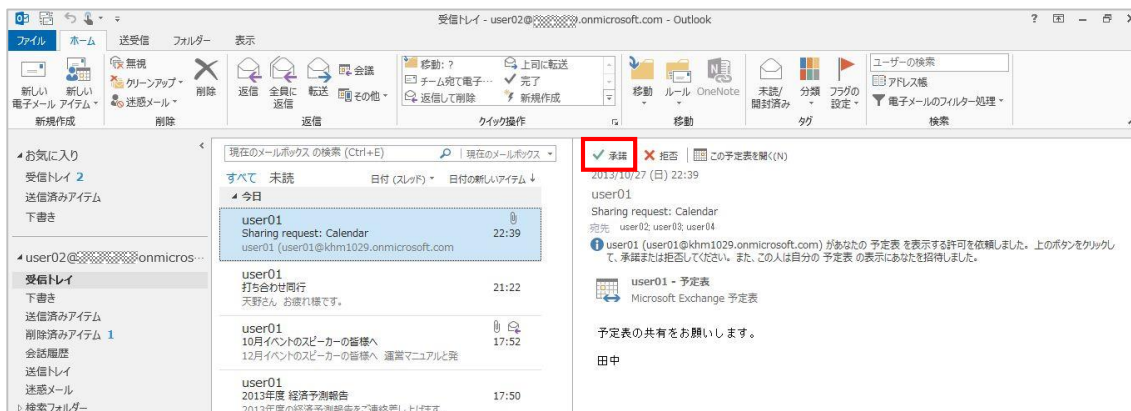 受信トレイ - user02@ .onmicrosoft.com - Outlook
ファイル ホーム 送受信 フォルダー 表示
新しい 電子メール
新しい アイテム
無視
クリーンアップ
迷惑メール
削除
返信
全員に 返信
転送
会議
その他
移動: ?
チーム宛て電子…
返信して削除
上司に転送
完了
新規作成
移動
ルール
OneNote
未読/ 開封済み
分類
フラグの 設定
ユーザーの検索
アドレス帳
電子メールのフィルター処理
新規作成 削除 返信 クイック操作 移動 タグ 検索
お気に入り
受信トレイ 2
送信済みアイテム
下書き
user02@ onmicros…
受信トレイ
下書き
送信済みアイテム
削除済みアイテム 1
会話履歴
送信トレイ
迷惑メール
検索フォルダー
現在のメールボックス の検索 (Ctrl+E) 現在のメールボックス
すべて 未読 日付 (スレッド) 日付の新しいアイテム ↓
今日
user01
Sharing request: Calendar 22:39
user01 (user01@khm1029.onmicrosoft.com
user01
打ち合わせ同行 21:22
天野さん お疲れ様です。
user01
10月イベントのスピーカーの皆様へ 17:52
12月イベントのスピーカーの皆様へ 運営マニュアルと発
user01
2013年度 経済予測報告 17:50
2013年度の経済予測報告をご連絡差し上げます
承諾 拒否 この予定表を開く(N)
2013/10/27 (日) 22:39
user01
Sharing request: Calendar
宛先 user02; user03; user04
user01 (user01@khm1029.onmicrosoft.com) があなたの 予定表 を表示する許可を依頼しました。上のボタンをクリックし
て、承諾または拒否してください。また、この人は自分の 予定表 の表示にあなたを招待しました。
user01 - 予定表
Microsoft Exchange 予定表
予定表の共有をお願いします。
田中